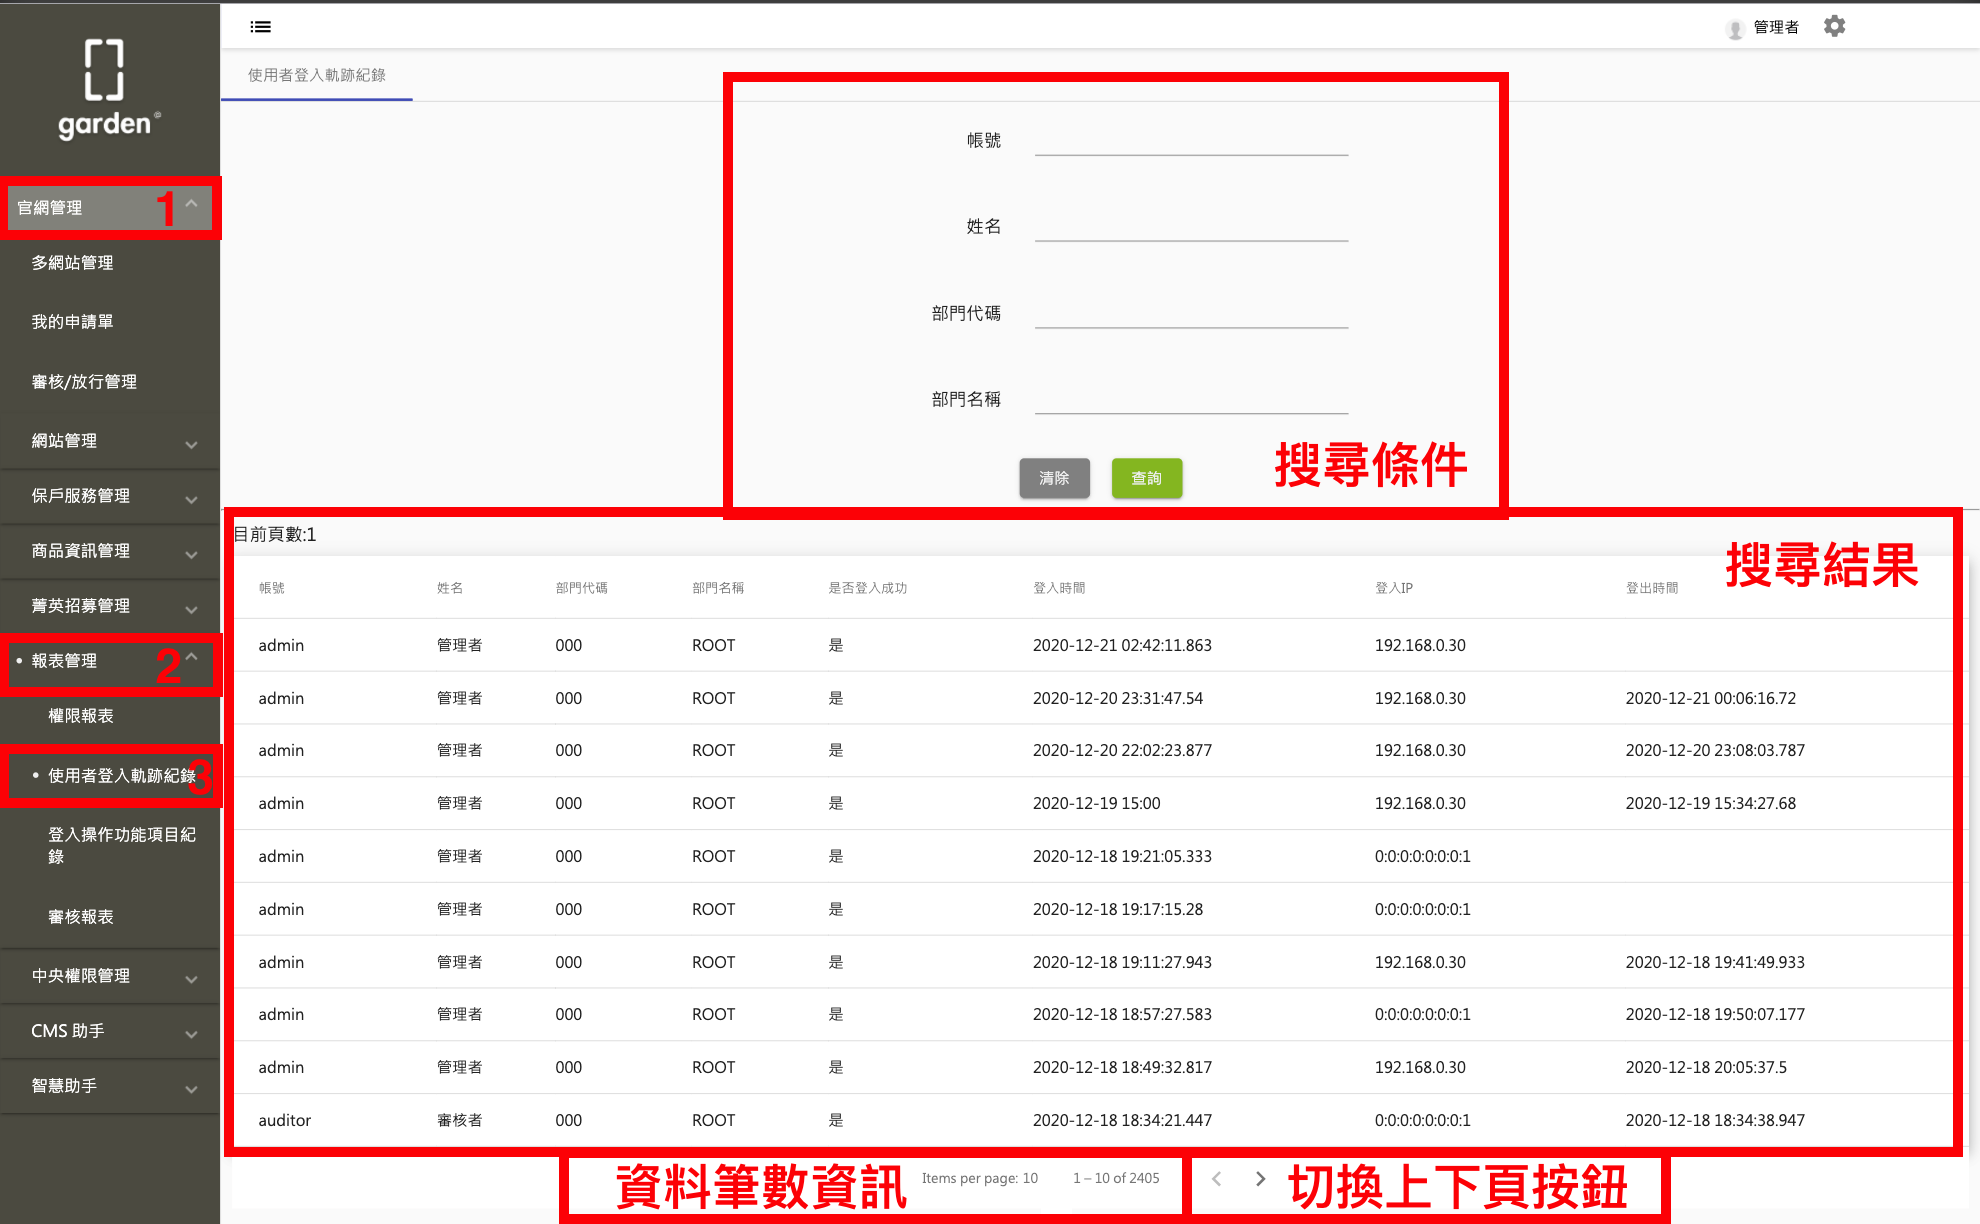 garden®
官網管理 1
多網站管理
我的申請單
審核/放行管理
網站管理
保戶服務管理
商品資訊管理
菁英招募管理
• 報表管理 2
權限報表
• 使用者登入軌跡紀錄 3
登入操作功能項目紀
錄
審核報表
中央權限管理
CMS 助手
智慧助手
管理者
使用者登入軌跡紀錄
帳號
姓名
部門代碼
部門名稱
清除 查詢
搜尋條件
目前頁數:1
搜尋結果
帳號 姓名 部門代碼 部門名稱 是否登入成功 登入時間 登入IP 登出時間
admin 管理者 000 ROOT 是 2020-12-21 02:42:11.863 192.168.0.30
admin 管理者 000 ROOT 是 2020-12-20 23:31:47.54 192.168.0.30 2020-12-21 00:06:16.72
admin 管理者 000 ROOT 是 2020-12-20 22:02:23.877 192.168.0.30 2020-12-20 23:08:03.787
admin 管理者 000 ROOT 是 2020-12-19 15:00 192.168.0.30 2020-12-19 15:34:27.68
admin 管理者 000 ROOT 是 2020-12-18 19:21:05.333 0:0:0:0:0:0:0:1
admin 管理者 000 ROOT 是 2020-12-18 19:17:15.28 0:0:0:0:0:0:0:1
admin 管理者 000 ROOT 是 2020-12-18 19:11:27.943 192.168.0.30 2020-12-18 19:41:49.933
admin 管理者 000 ROOT 是 2020-12-18 18:57:27.583 0:0:0:0:0:0:0:1 2020-12-18 19:50:07.177
admin 管理者 000 ROOT 是 2020-12-18 18:49:32.817 192.168.0.30 2020-12-18 20:05:37.5
auditor 審核者 000 ROOT 是 2020-12-18 18:34:21.447 0:0:0:0:0:0:0:1 2020-12-18 18:34:38.947
資料筆數資訊 Items per page: 10 1 – 10 of 2405 切換上下頁按鈕